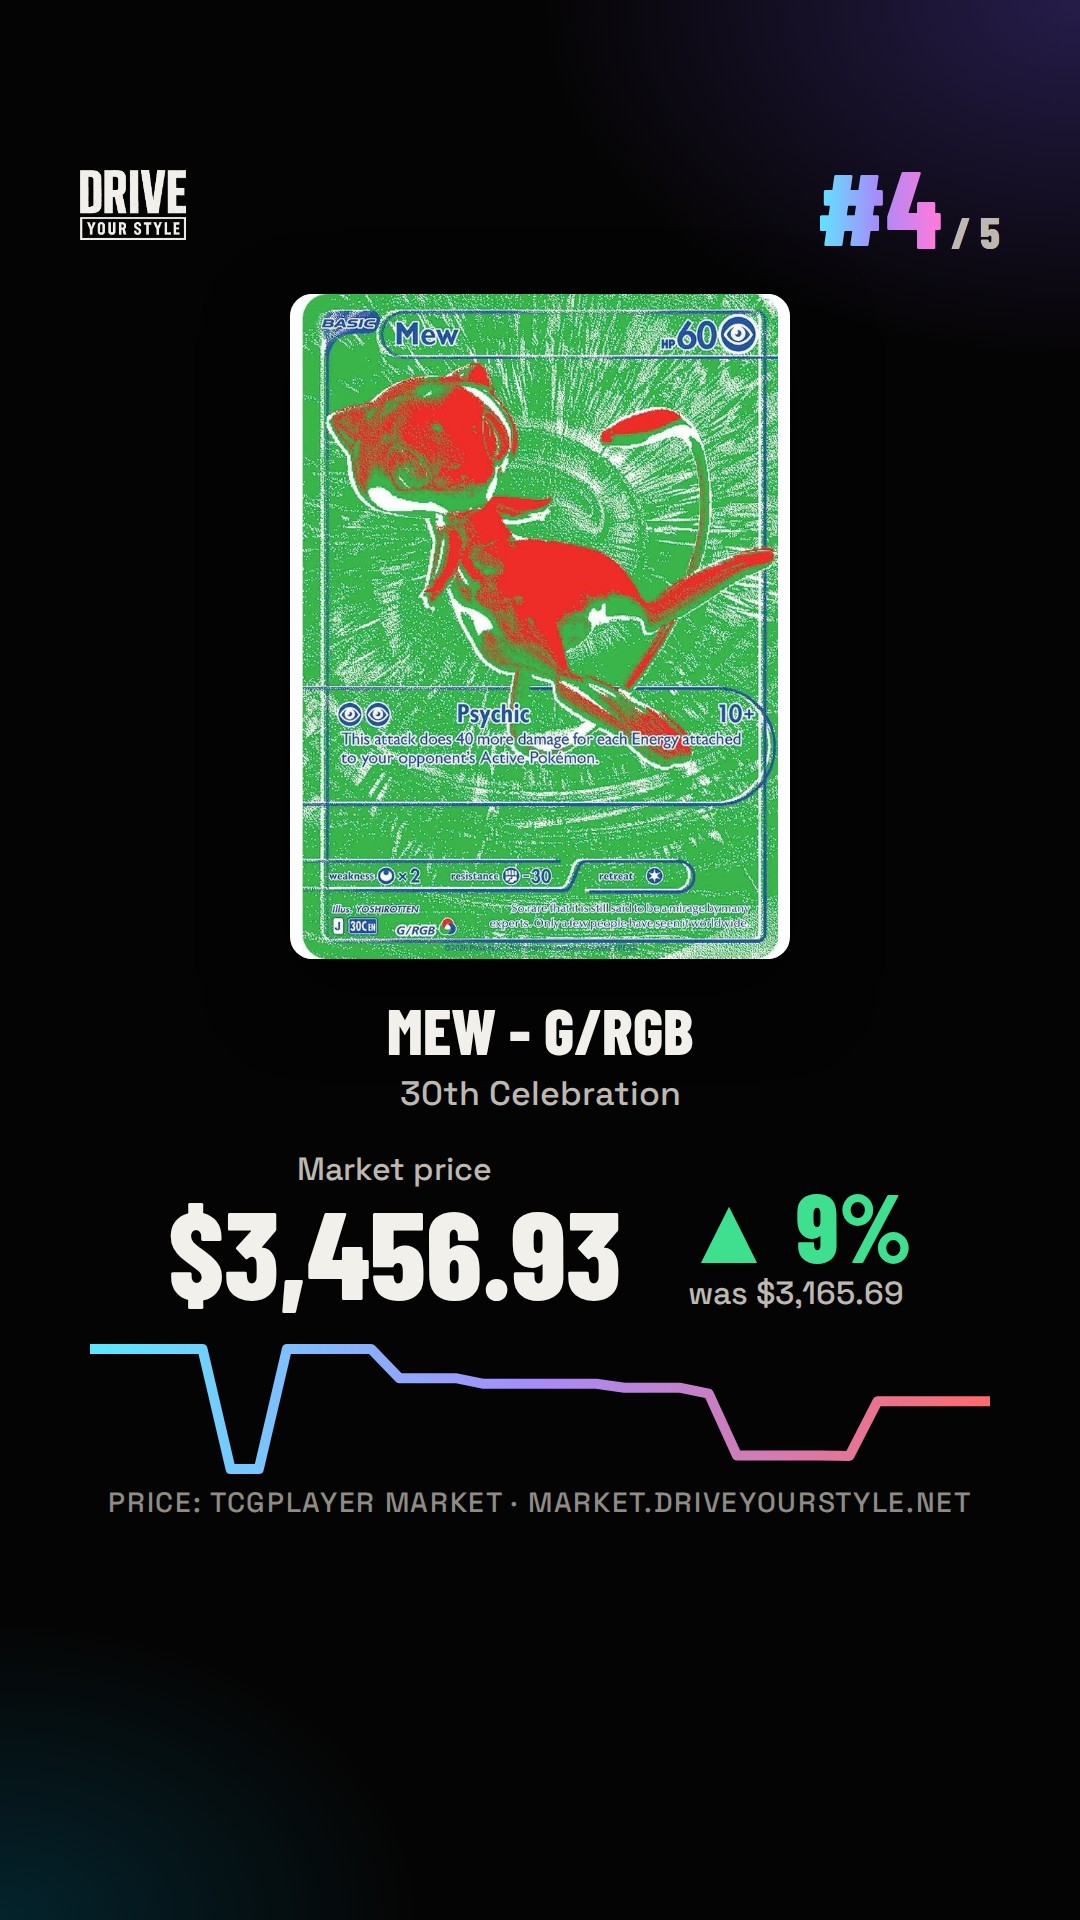 DRIVE
YOUR STYLE
#4 / 5
BASIC
Mew
HP 60
Psychic
10+
This attack does 40 more damage for each Energy attached
to your opponent's Active Pokémon.
weakness ×2 resistance -30 retreat
Illus. YOSHIROTTEN
So rare that it is still said to be a mirage by many
experts. Only a few people have seen it worldwide.
J 30C EN G/RGB
MEW - G/RGB
30th Celebration
Market price
$3,456.93
▲ 9%
was $3,165.69
PRICE: TCGPLAYER MARKET · MARKET.DRIVEYOURSTYLE.NET